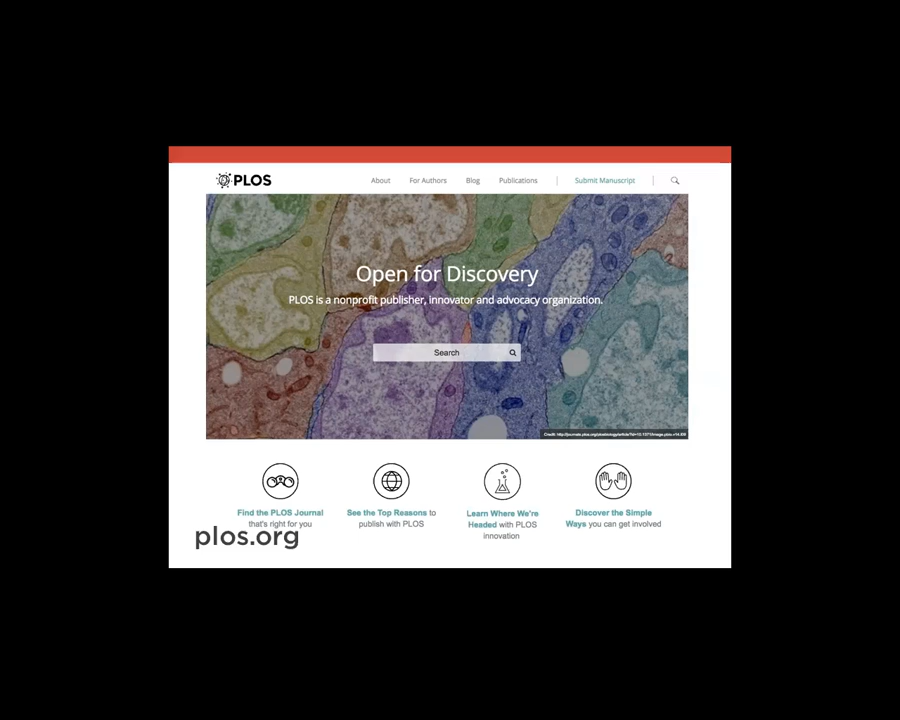 PLOS
About For Authors Blog Publications | Submit Manuscript |
Open for Discovery
PLOS is a nonprofit publisher, innovator and advocacy organization.
Search
Find the PLOS Journal
that's right for you
See the Top Reasons to
publish with PLOS
Learn Where We're
Headed with PLOS
innovation
Discover the Simple
Ways you can get involved
plos.org